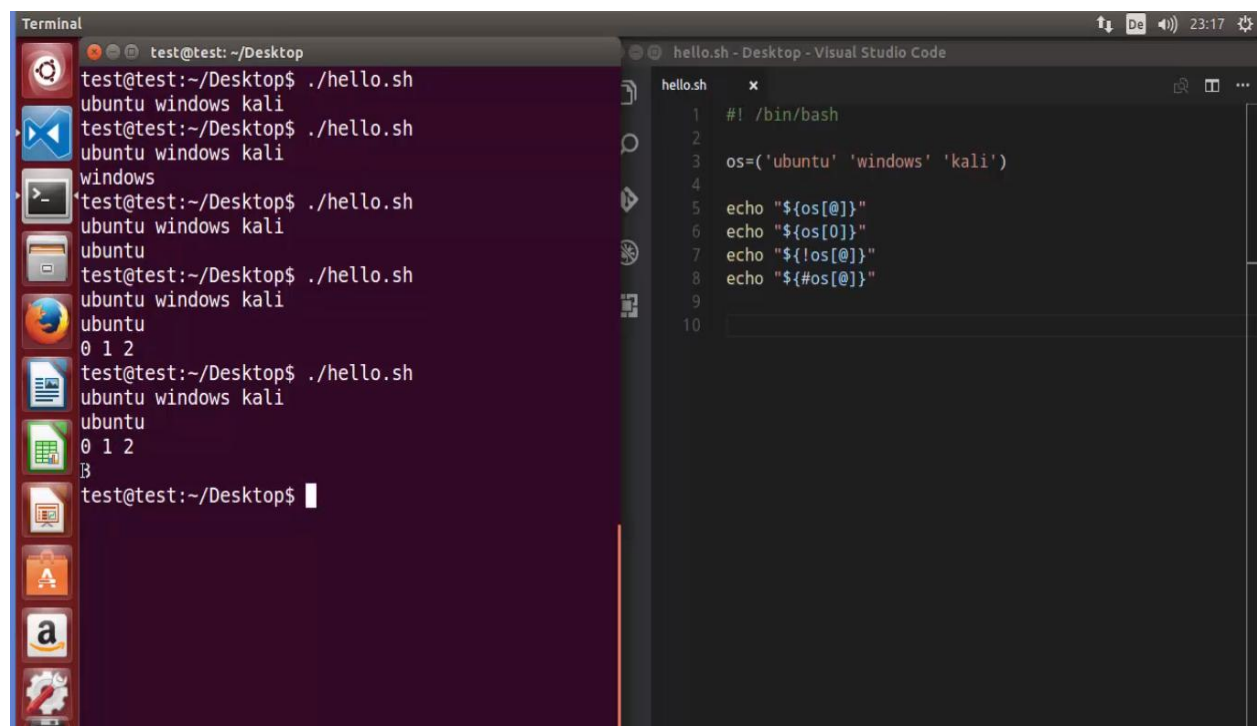 Terminal
De
23:17
test@test: ~/Desktop
test@test:~/Desktop$ ./hello.sh
ubuntu windows kali
test@test:~/Desktop$ ./hello.sh
ubuntu windows kali
windows
test@test:~/Desktop$ ./hello.sh
ubuntu windows kali
ubuntu
test@test:~/Desktop$ ./hello.sh
ubuntu windows kali
ubuntu
0 1 2
test@test:~/Desktop$ ./hello.sh
ubuntu windows kali
ubuntu
0 1 2
3
test@test:~/Desktop$
hello.sh - Desktop - Visual Studio Code
hello.sh x
1 #! /bin/bash
2
3 os=('ubuntu' 'windows' 'kali')
4
5 echo "${os[@]}"
6 echo "${os[0]}"
7 echo "${!os[@]}"
8 echo "${#os[@]}"
9
10